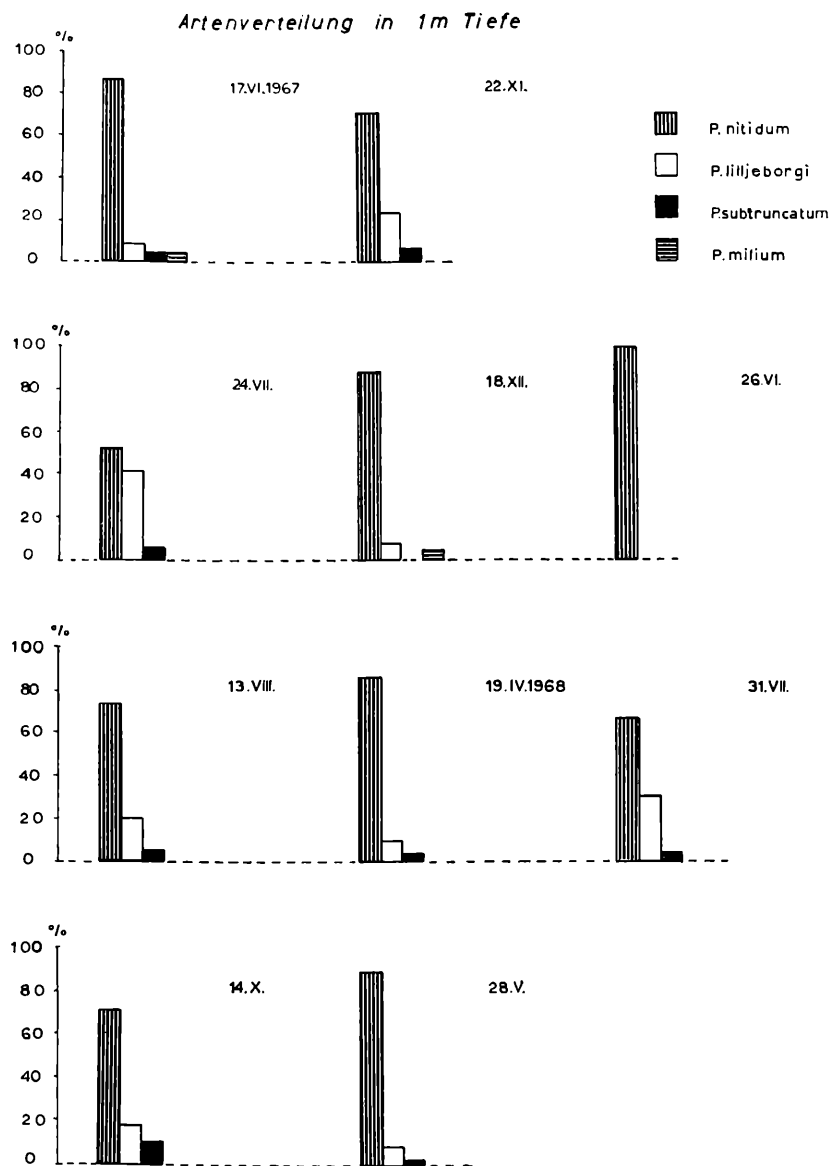 Artenverteilung in 1m Tiefe
%
100
80
60
40
20
0
17.VI.1967
22.XI.
P. nitidum
P. lilljeborgi
P. subtruncatum
P. milium
%
100
80
60
40
20
0
24.VII.
18.XII.
26.VI.
%
100
80
60
40
20
0
13.VIII.
19.IV.1968
31.VII.
%
100
80
60
40
20
0
14.X.
28.V.